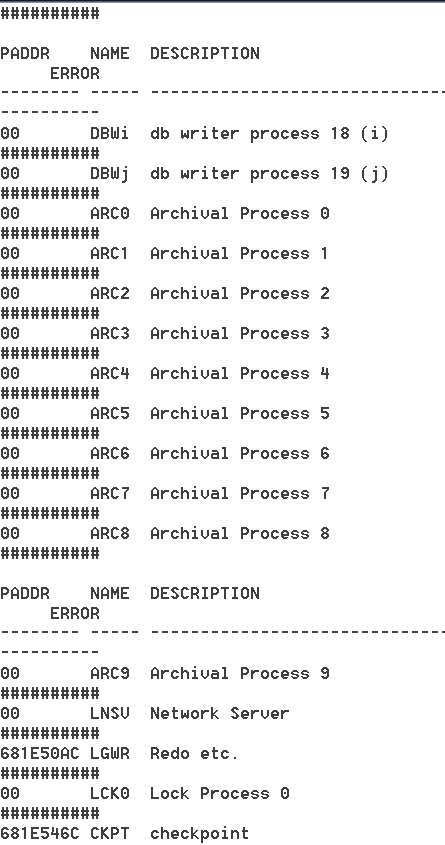 ##########
PADDR    NAME  DESCRIPTION
     ERROR
-------- ----- ------------------------------
----------
00       DBWi  db writer process 18 (i)
##########
00       DBWj  db writer process 19 (j)
##########
00       ARC0  Archival Process 0
##########
00       ARC1  Archival Process 1
##########
00       ARC2  Archival Process 2
##########
00       ARC3  Archival Process 3
##########
00       ARC4  Archival Process 4
##########
00       ARC5  Archival Process 5
##########
00       ARC6  Archival Process 6
##########
00       ARC7  Archival Process 7
##########
00       ARC8  Archival Process 8
##########
PADDR    NAME  DESCRIPTION
     ERROR
-------- ----- ------------------------------
----------
00       ARC9  Archival Process 9
##########
00       LNSV  Network Server
##########
681E50AC LGWR  Redo etc.
##########
00       LCK0  Lock Process 0
##########
681E546C CKPT  checkpoint